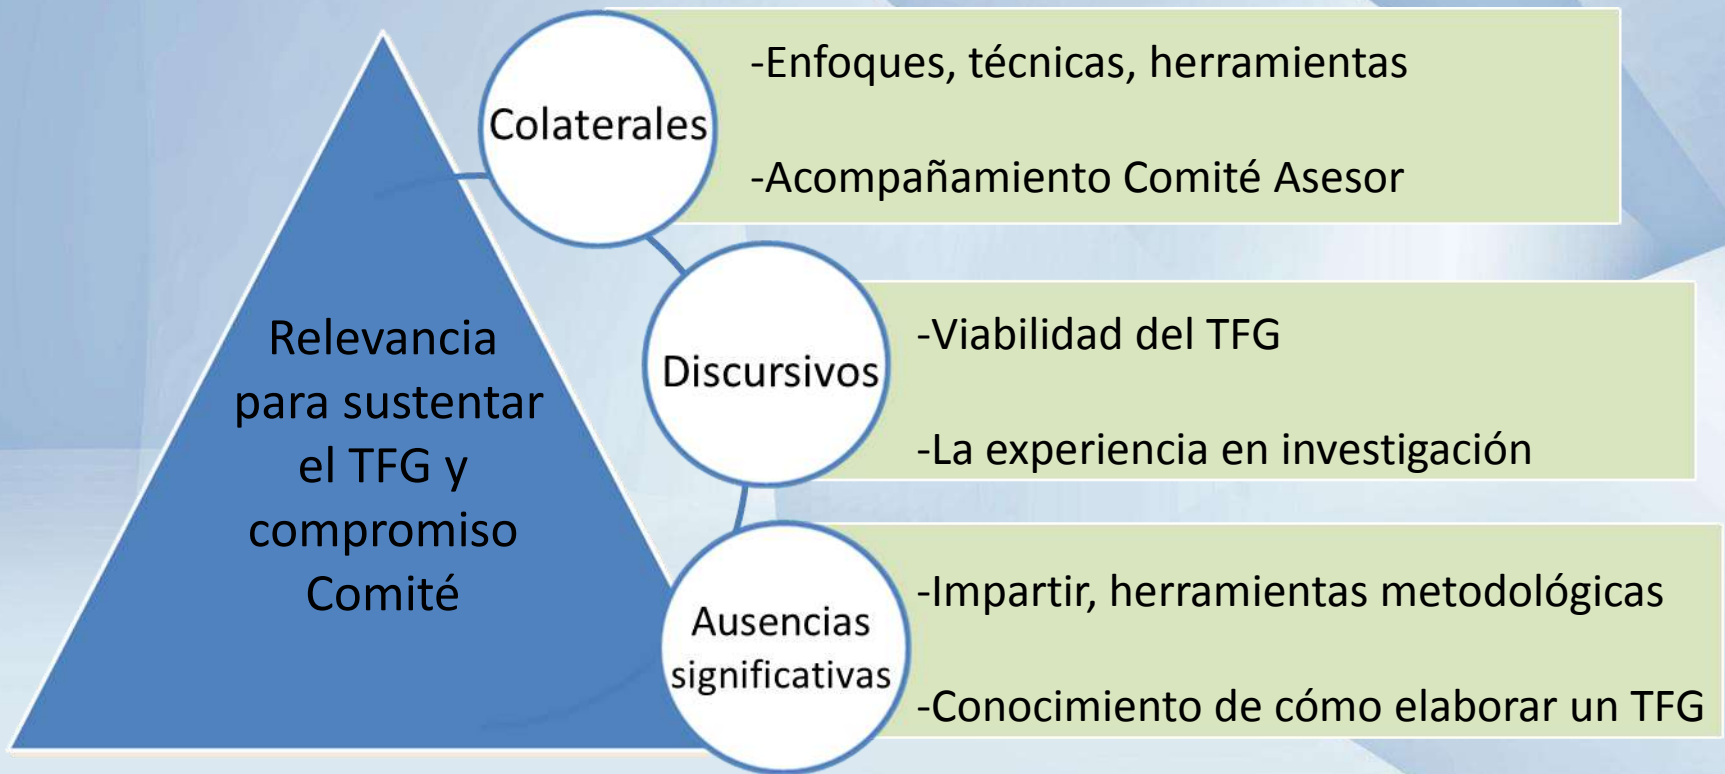 Relevancia
para sustentar
el TFG y
compromiso
Comité
Colaterales
-Enfoques, técnicas, herramientas
-Acompañamiento Comité Asesor
Discursivos
-Viabilidad del TFG
-La experiencia en investigación
Ausencias
significativas
-Impartir, herramientas metodológicas
-Conocimiento de cómo elaborar un TFG